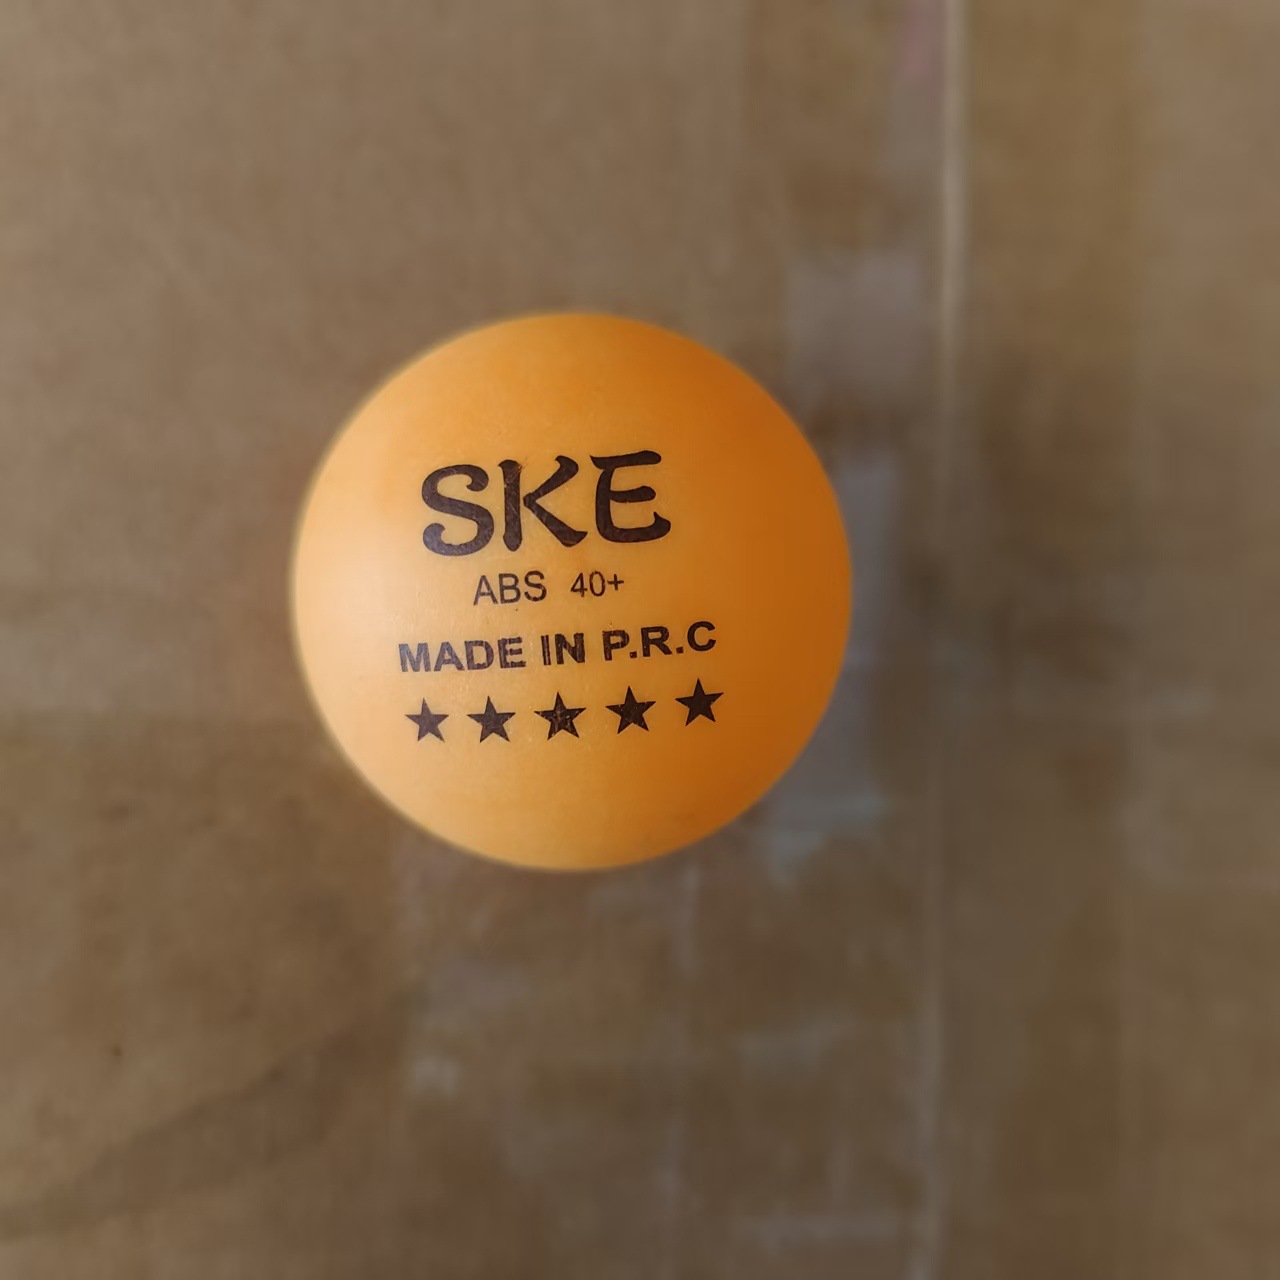 SKE
ABS 40+
MADE IN P.R.C
★★★★★